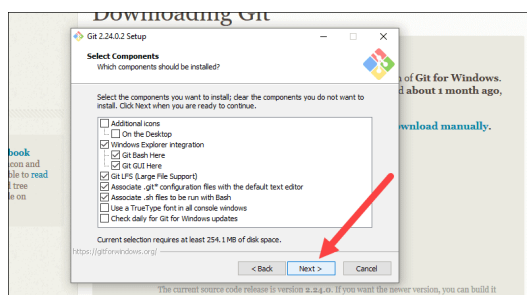 Downloading Git
Git 2.24.0.2 Setup
Select Components
Which components should be installed?
n of Git for Windows.
d about 1 month ago,
Select the components you want to install; clear the components you do not want to
install. Click Next when you are ready to continue.
Additional icons
On the Desktop
wnload manually.
Windows Explorer integration
book
Git Bash Here
con and
Git GUI Here
ble to read
Git LFS (Large File Support)
d tree
Associate .git* configuration files with the default text editor
le on
Associate .sh files to be run with Bash
Use a TrueType font in all console windows
Check daily for Git for Windows updates
Current selection requires at least 254.1 MB of disk space.
https://gitforwindows.org/
< Back
Next >
Cancel
The current source code release is version 2.24.0. If you want the newer version, you can build it